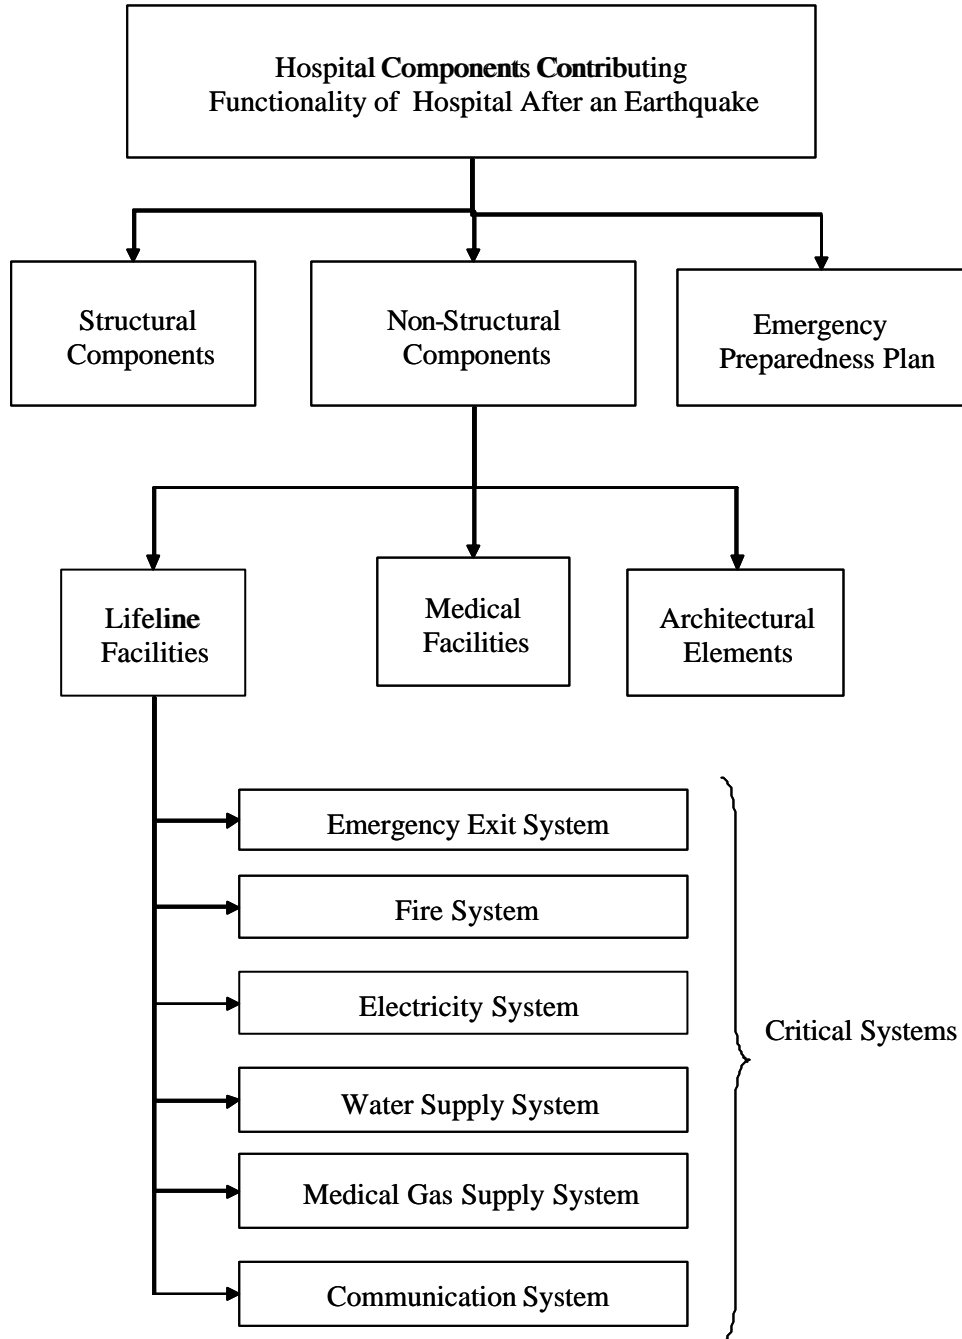 Hospital Components Contributing
Functionality of Hospital After an Earthquake
Structural
Components
Non-Structural
Components
Emergency
Preparedness Plan
Lifeline
Facilities
Medical
Facilities
Architectural
Elements
Emergency Exit System
Fire System
Electricity System
Water Supply System
Medical Gas Supply System
Communication System
Critical Systems